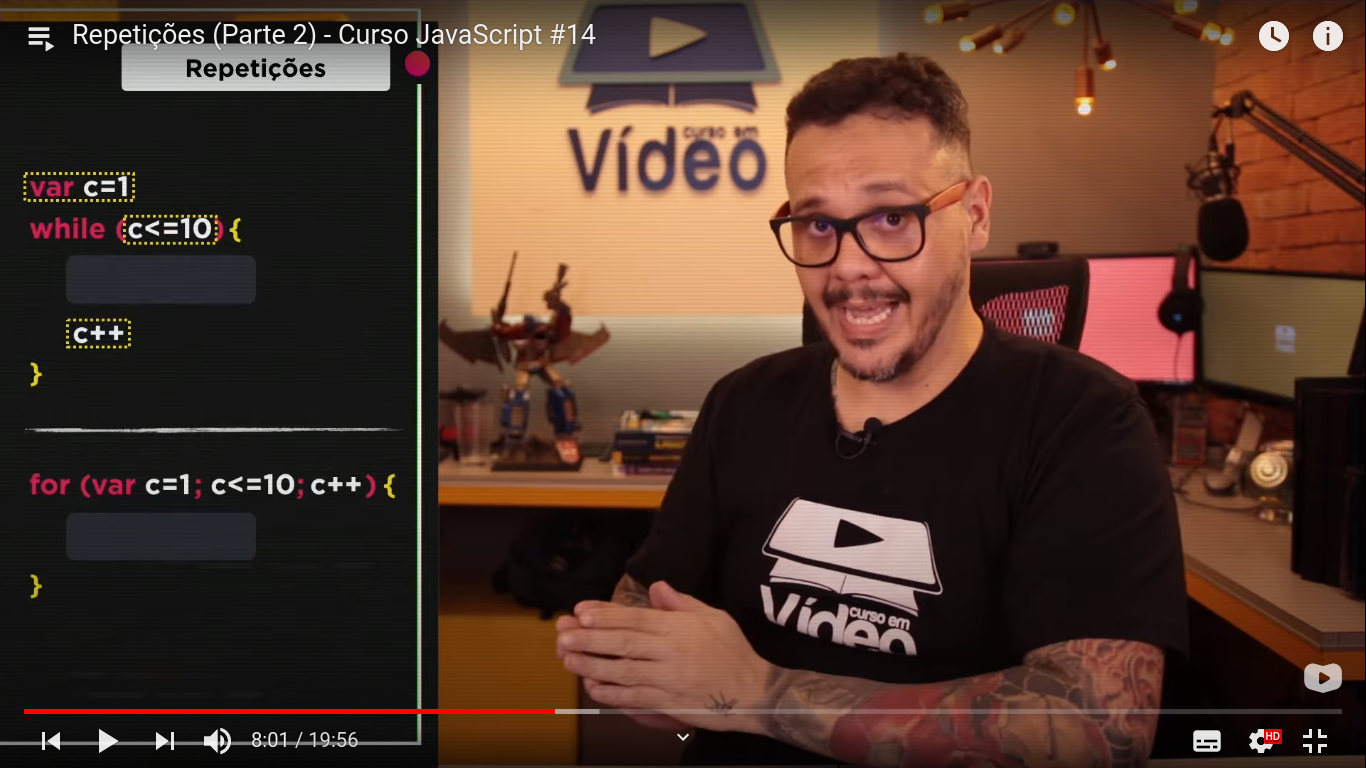 Repetições (Parte 2) - Curso JavaScript #14
Repetições
var c=1
while (c<=10) {
c++
}
for (var c=1; c<=10; c++) {
}
curso em
Vídeo
curso em
Vídeo
8:01 / 19:56
HD